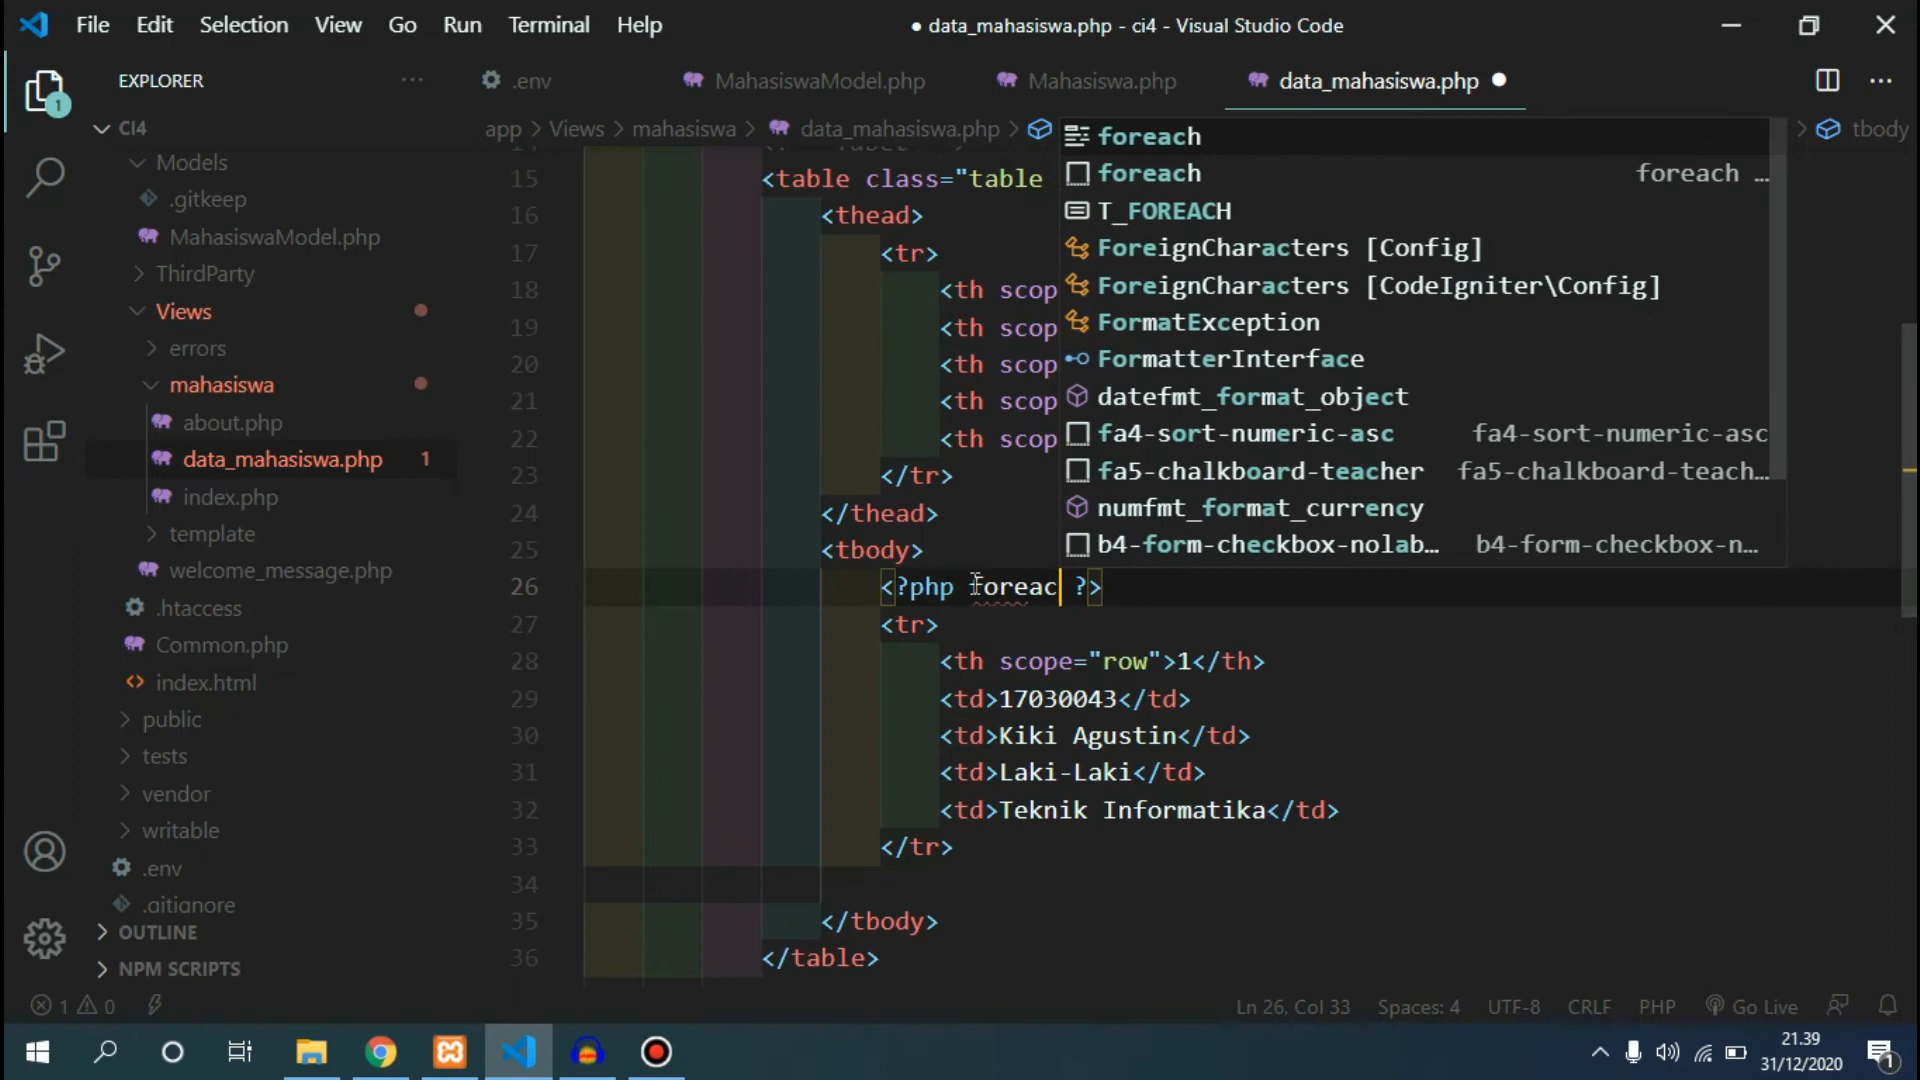 File Edit Selection View Go Run Terminal Help
● data_mahasiswa.php - ci4 - Visual Studio Code
EXPLORER ···
.env
MahasiswaModel.php
Mahasiswa.php
data_mahasiswa.php ●
1
CI4
app > Views > mahasiswa > data_mahasiswa.php >
> tbody
Models
.gitkeep
MahasiswaModel.php
ThirdParty
Views
errors
mahasiswa
about.php
data_mahasiswa.php 1
index.php
template
welcome_message.php
.htaccess
Common.php
index.html
public
tests
vendor
writable
.env
.gitignore
OUTLINE
NPM SCRIPTS
foreach
foreach foreach …
T_FOREACH
ForeignCharacters [Config]
ForeignCharacters [CodeIgniter\Config]
FormatException
FormatterInterface
datefmt_format_object
fa4-sort-numeric-asc fa4-sort-numeric-asc
fa5-chalkboard-teacher fa5-chalkboard-teach…
numfmt_format_currency
b4-form-checkbox-nolab… b4-form-checkbox-n…
15 <table class="table
16 <thead>
17 <tr>
18 <th scop
19 <th scop
20 <th scop
21 <th scop
22 <th scop
23 </tr>
24 </thead>
25 <tbody>
26 <?php foreac ?>
27 <tr>
28 <th scope="row">1</th>
29 <td>17030043</td>
30 <td>Kiki Agustin</td>
31 <td>Laki-Laki</td>
32 <td>Teknik Informatika</td>
33 </tr>
34
35 </tbody>
36 </table>
1 0
Ln 26, Col 33 Spaces: 4 UTF-8 CRLF PHP Go Live
21.39
31/12/2020
1